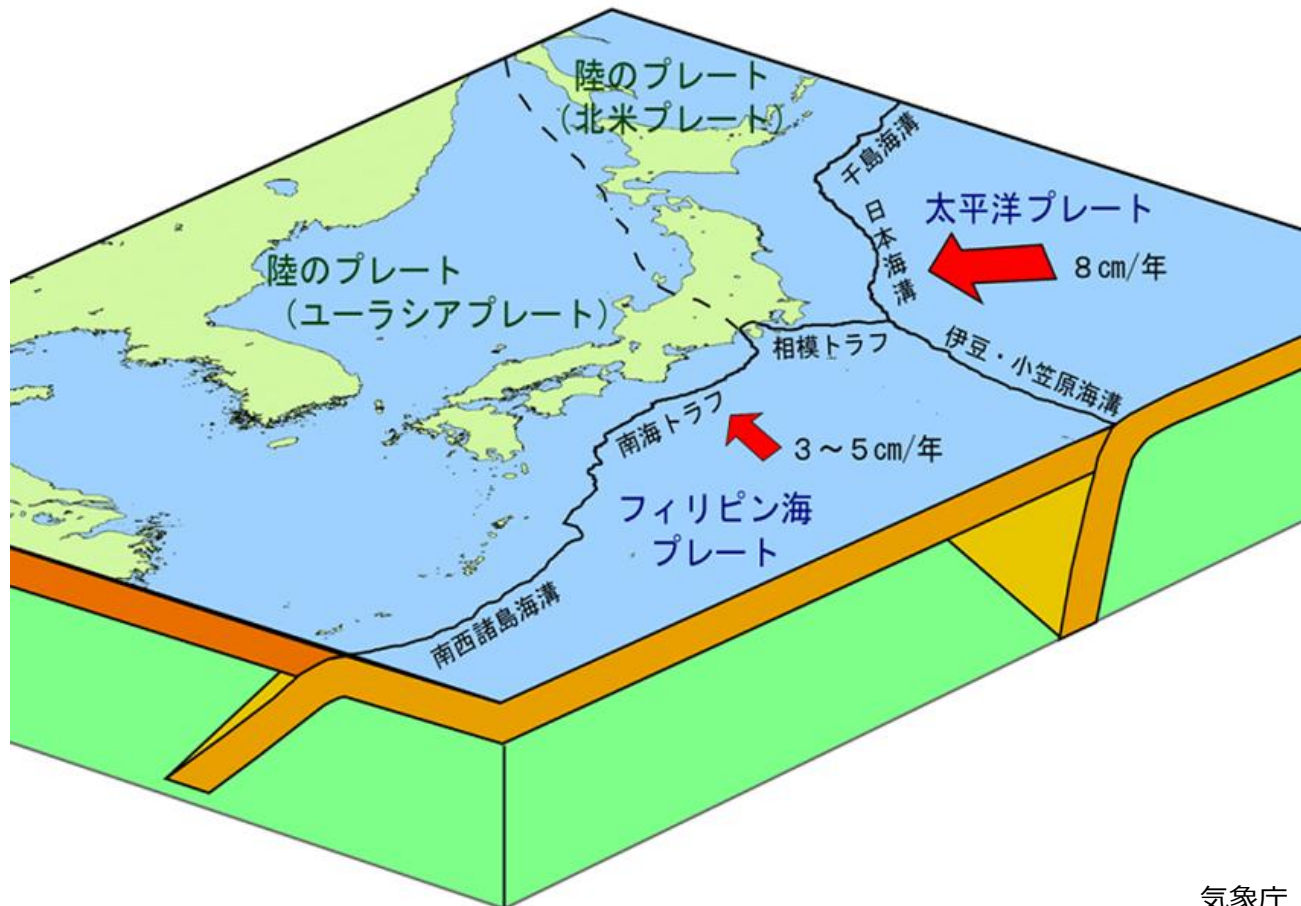 陸のプレート
（北米プレート）
千島海溝
日本海溝
太平洋プレート
８㎝/年
陸のプレート
（ユーラシアプレート）
相模トラフ
伊豆・小笠原海溝
南海トラフ
３～５㎝/年
フィリピン海
プレート
南西諸島海溝
気象庁